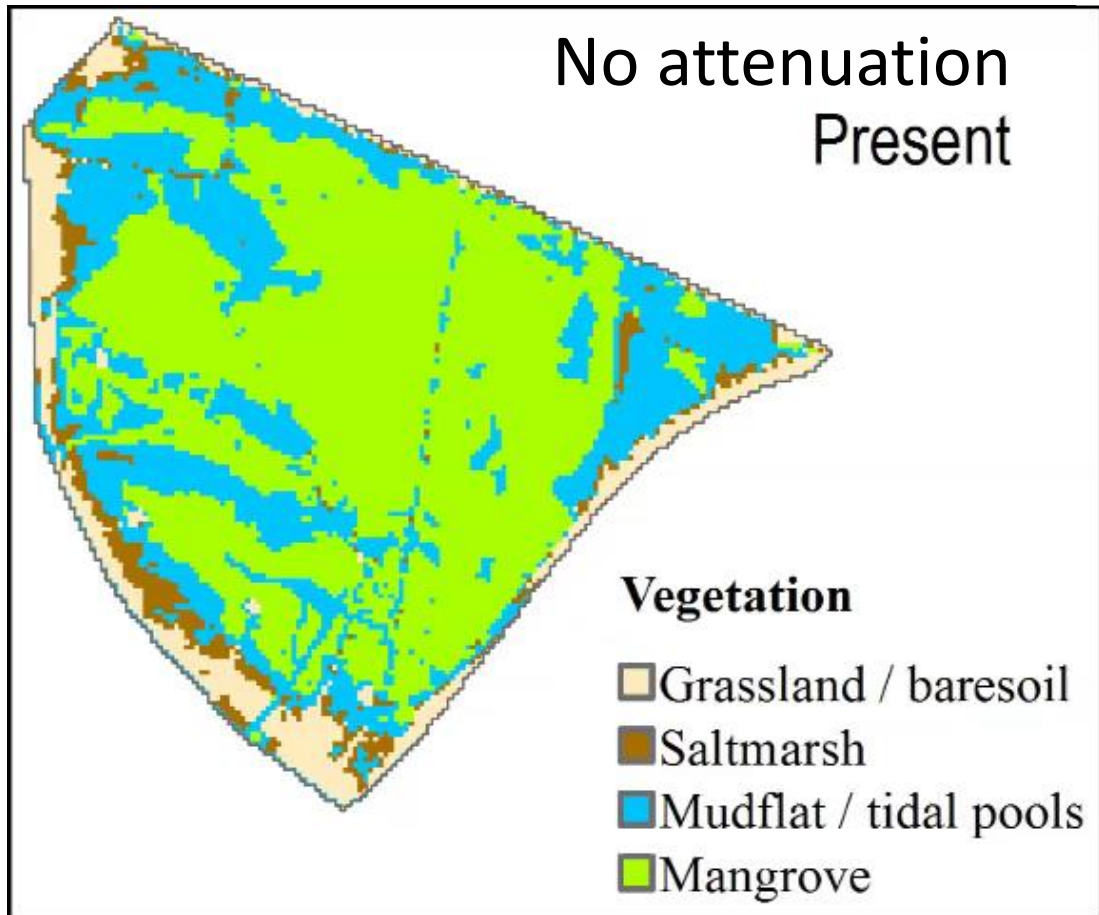 No attenuation
Present
Vegetation
Grassland / baresoil
Saltmarsh
Mudflat / tidal pools
Mangrove